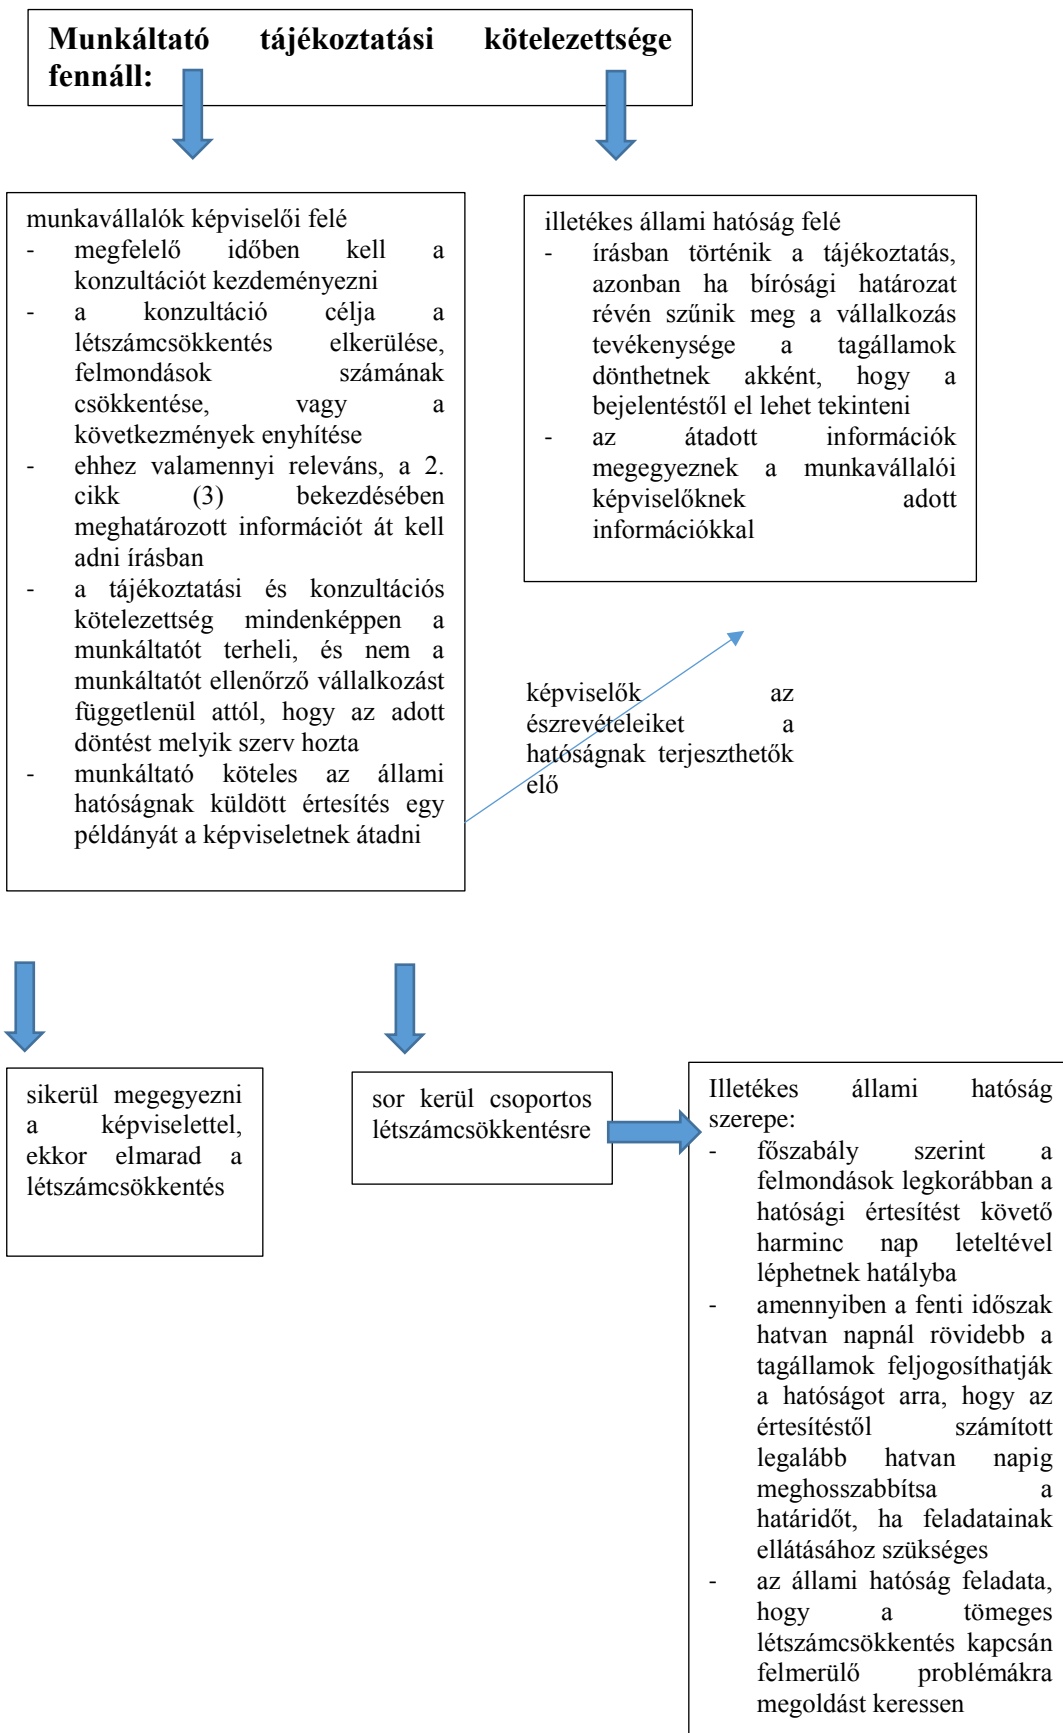 Munkáltató tájékoztatási kötelezettsége
fennáll:
munkavállalók képviselői felé
- megfelelő időben kell a
konzultációt kezdeményezni
- a konzultáció célja a
létszámcsökkentés elkerülése,
felmondások számának
csökkentése, vagy a
következmények enyhítése
- ehhez valamennyi releváns, a 2.
cikk (3) bekezdésében
meghatározott információt át kell
adni írásban
- a tájékoztatási és konzultációs
kötelezettség mindenképpen a
munkáltatót terheli, és nem a
munkáltatót ellenőrző vállalkozást
függetlenül attól, hogy az adott
döntést melyik szerv hozta
- munkáltató köteles az állami
hatóságnak küldött értesítés egy
példányát a képviseletnek átadni
illetékes állami hatóság felé
- írásban történik a tájékoztatás,
azonban ha bírósági határozat
révén szűnik meg a vállalkozás
tevékenysége a tagállamok
dönthetnek akként, hogy a
bejelentéstől el lehet tekinteni
- az átadott információk
megegyeznek a munkavállalói
képviselőknek adott
információkkal
képviselők az
észrevételeiket a
hatóságnak terjeszthetők
elő
sikerül megegyezni
a képviselettel,
ekkor elmarad a
létszámcsökkentés
sor kerül csoportos
létszámcsökkentésre
Illetékes állami hatóság
szerepe:
- főszabály szerint a
felmondások legkorábban a
hatósági értesítést követő
harminc nap leteltével
léphetnek hatályba
- amennyiben a fenti időszak
hatvan napnál rövidebb a
tagállamok feljogosíthatják
a hatóságot arra, hogy az
értesítéstől számított
legalább hatvan napig
meghosszabbítsa a
határidőt, ha feladatainak
ellátásához szükséges
- az állami hatóság feladata,
hogy a tömeges
létszámcsökkentés kapcsán
felmerülő problémákra
megoldást keressen